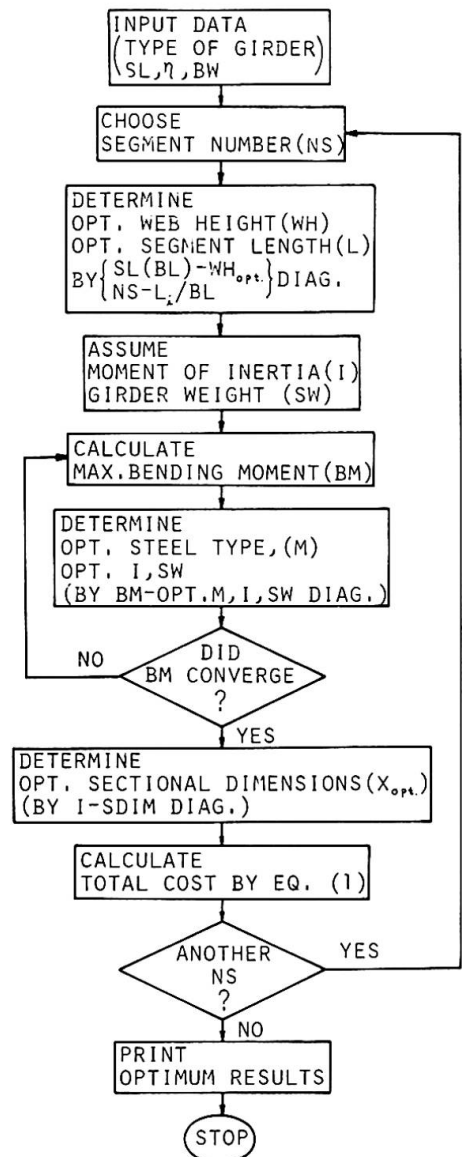 INPUT DATA
(TYPE OF GIRDER)
SL,η,BW
CHOOSE
SEGMENT NUMBER(NS)
DETERMINE
OPT. WEB HEIGHT(WH)
OPT. SEGMENT LENGTH(L)
BY{SL(BL)-WHopt.}DIAG.
NS-Li/BL
ASSUME
MOMENT OF INERTIA(I)
GIRDER WEIGHT (SW)
CALCULATE
MAX.BENDING MOMENT(BM)
DETERMINE
OPT. STEEL TYPE,(M)
OPT. I,SW
(BY BM-OPT.M,I,SW DIAG.)
NO
DID
BM CONVERGE
?
YES
DETERMINE
OPT. SECTIONAL DIMENSIONS(Xopt.)
(BY I-SDIM DIAG.)
CALCULATE
TOTAL COST BY EQ. (1)
YES
ANOTHER
NS
?
NO
PRINT
OPTIMUM RESULTS
STOP